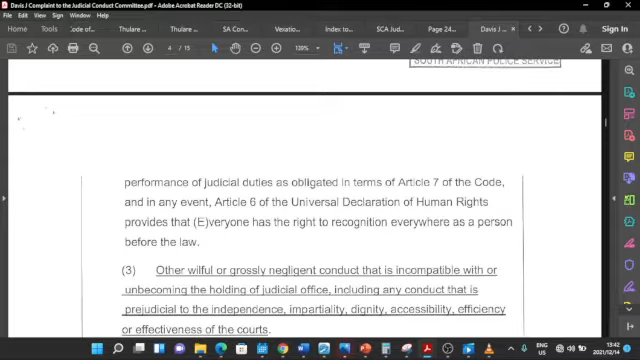 Davis J - Complaint to the Judicial Conduct Committee.pdf - Adobe Acrobat Reader DC (32-bit)
File Edit View Sign Window Help
Home Tools Code of... Thulare ... Thulare ... SA Con... Vexatio... Index to... SCA Jud... Page 24... Davis J ... Sign In
4 / 15 139%
SOUTH AFRICAN POLICE SERVICE
performance of judicial duties as obligated in terms of Article 7 of the Code,
and in any event, Article 6 of the Universal Declaration of Human Rights
provides that (E)veryone has the right to recognition everywhere as a person
before the law.
(3) Other wilful or grossly negligent conduct that is incompatible with or
unbecoming the holding of judicial office, including any conduct that is
prejudicial to the independence, impartiality, dignity, accessibility, efficiency
or effectiveness of the courts.
ENG 13:42
US 2021/12/14